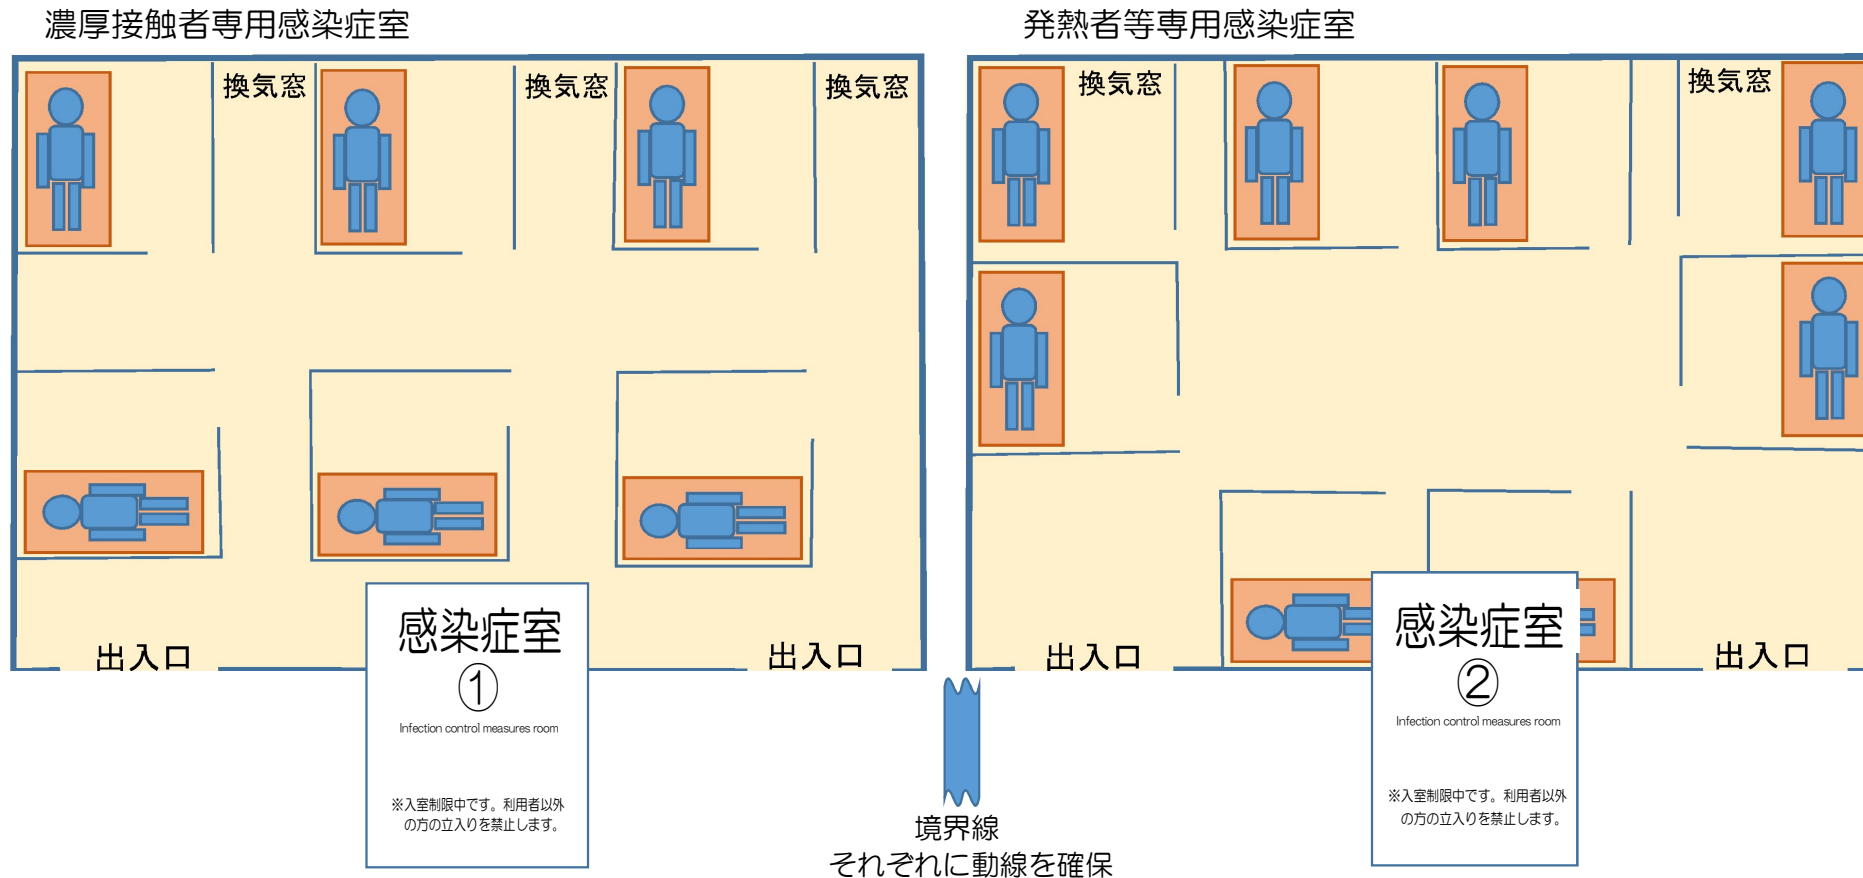 濃厚接触者専用感染症室
発熱者等専用感染症室
換気窓
換気窓
換気窓
換気窓
換気窓
出入口
出入口
出入口
出入口
感染症室
①
Infection control measures room
※入室制限中です。利用者以外
の方の立入りを禁止します。
感染症室
②
Infection control measures room
※入室制限中です。利用者以外
の方の立入りを禁止します。
境界線
それぞれに動線を確保